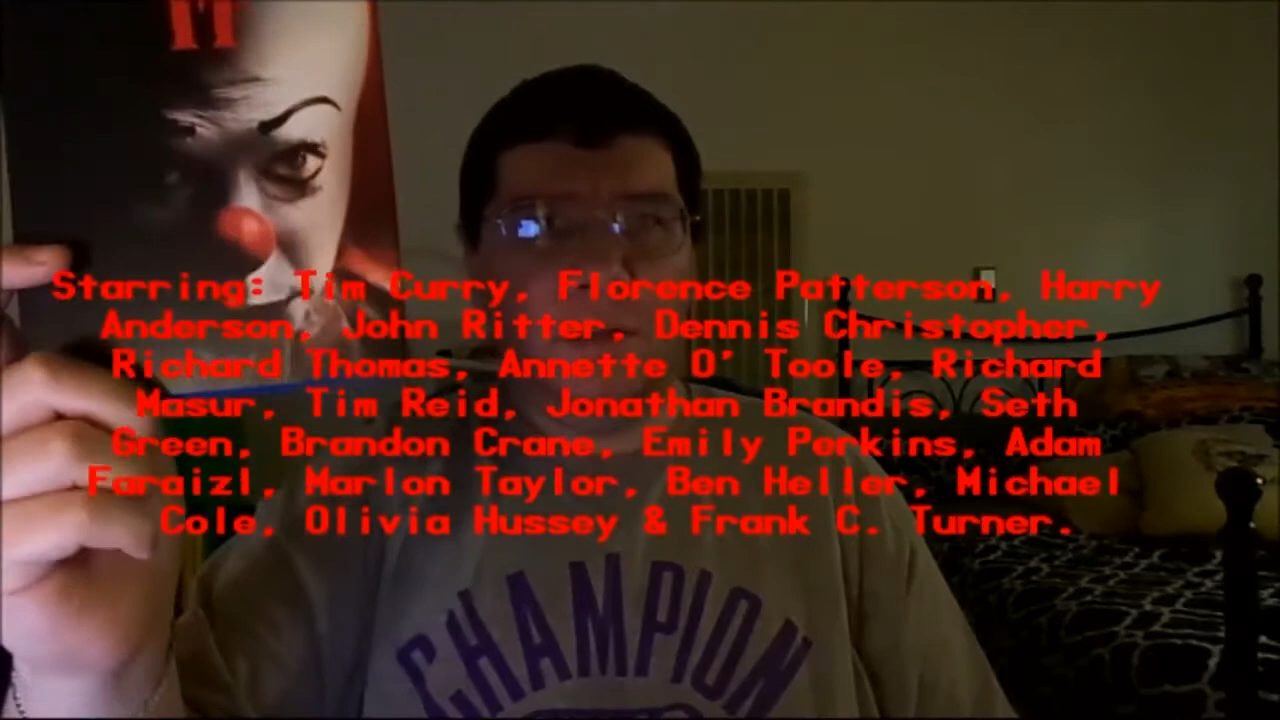 IT
Starring: Tim Curry, Florence Patterson, Harry
Anderson, John Ritter, Dennis Christopher,
Richard Thomas, Annette O' Toole, Richard
Masur, Tim Reid, Jonathan Brandis, Seth
Green, Brandon Crane, Emily Perkins, Adam
Faraizl, Marlon Taylor, Ben Heller, Michael
Cole, Olivia Hussey & Frank C. Turner.
CHAMPION